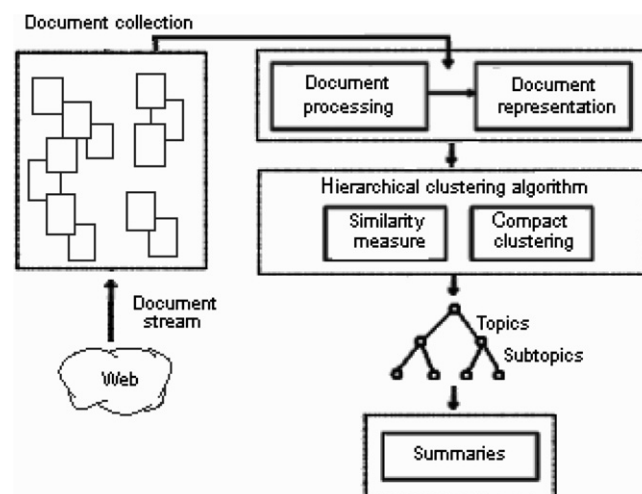 Document collection
Document
processing
Document
representation
Hierarchical clustering algorithm
Similarity
measure
Compact
clustering
Document
stream
Web
Topics
Subtopics
Summaries